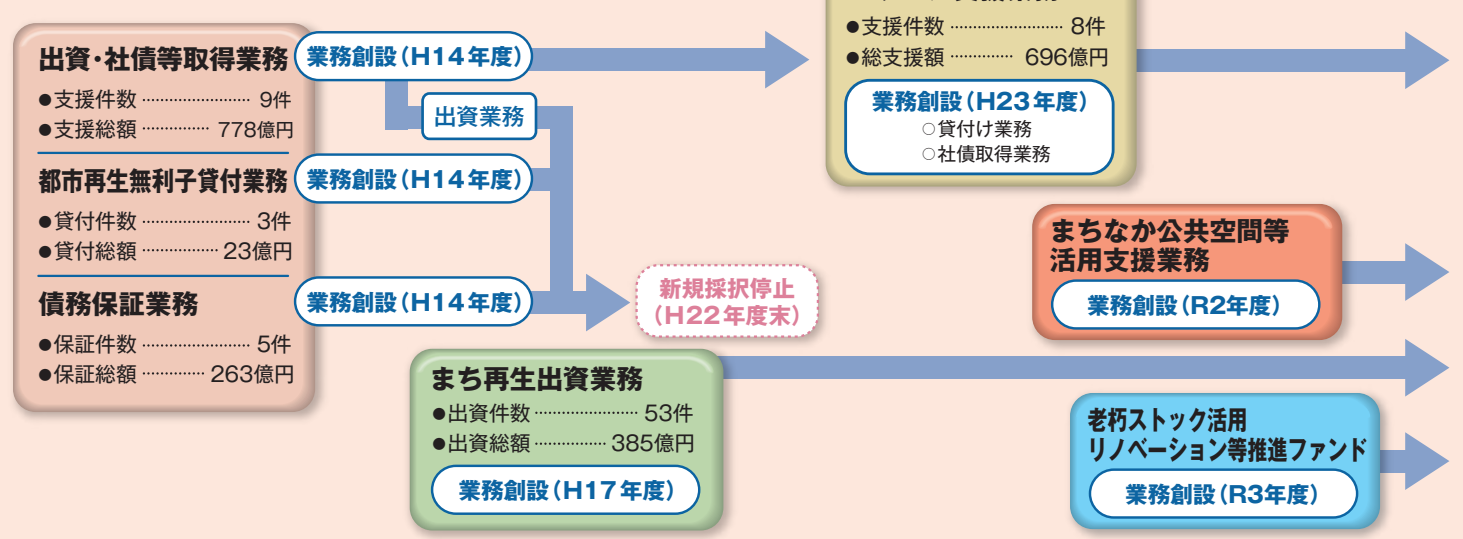 出資・社債等取得業務
業務創設（H14年度）
●支援件数 …………………… 9件
●支援総額 …………… 778億円
出資業務
都市再生無利子貸付業務
業務創設（H14年度）
●貸付件数 …………………… 3件
●貸付総額 ……………… 23億円
債務保証業務
業務創設（H14年度）
●保証件数 …………………… 5件
●保証総額 …………… 263億円
新規採択停止
（H22年度末）
●支援件数 …………………… 8件
●総支援額 …………… 696億円
業務創設（H23年度）
○貸付け業務
○社債取得業務
まちなか公共空間等
活用支援業務
業務創設（R2年度）
まち再生出資業務
●出資件数 …………………… 53件
●出資総額 ……………… 385億円
業務創設（H17年度）
老朽ストック活用
リノベーション等推進ファンド
業務創設（R3年度）